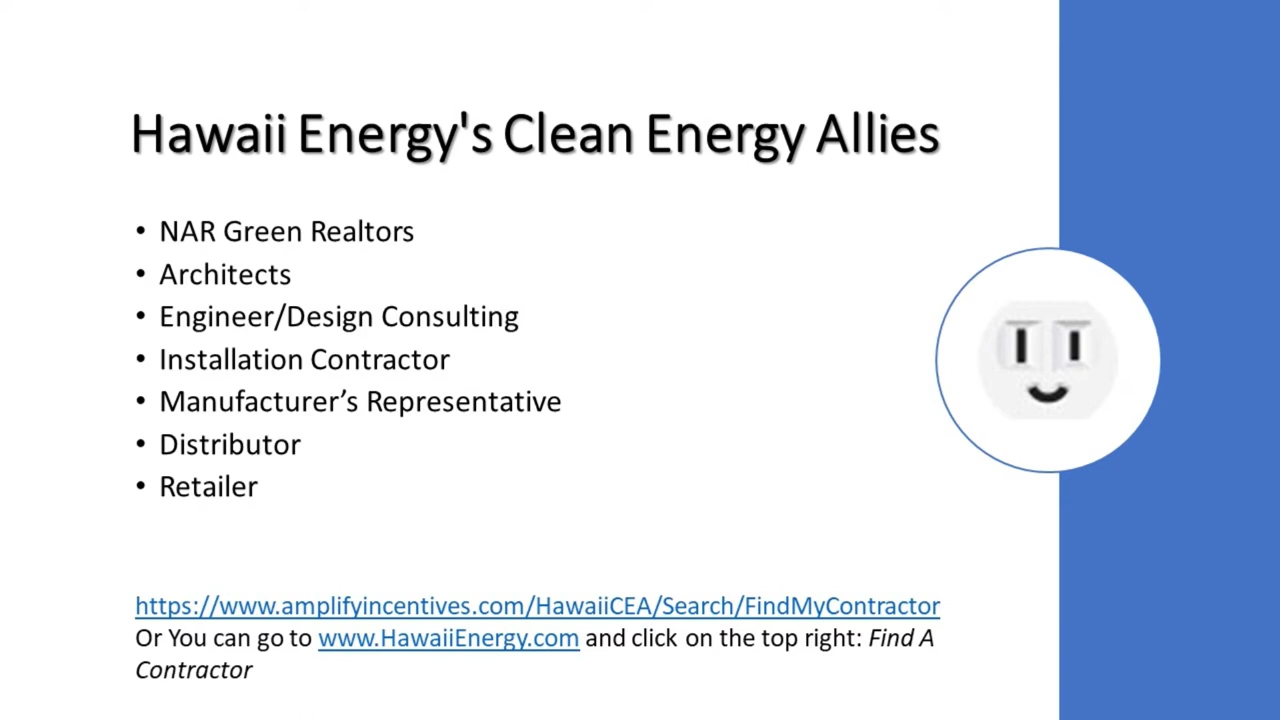 Hawaii Energy's Clean Energy Allies
• NAR Green Realtors
• Architects
• Engineer/Design Consulting
• Installation Contractor
• Manufacturer’s Representative
• Distributor
• Retailer
https://www.amplifyincentives.com/HawaiiCEA/Search/FindMyContractor
Or You can go to www.HawaiiEnergy.com and click on the top right: Find A
Contractor